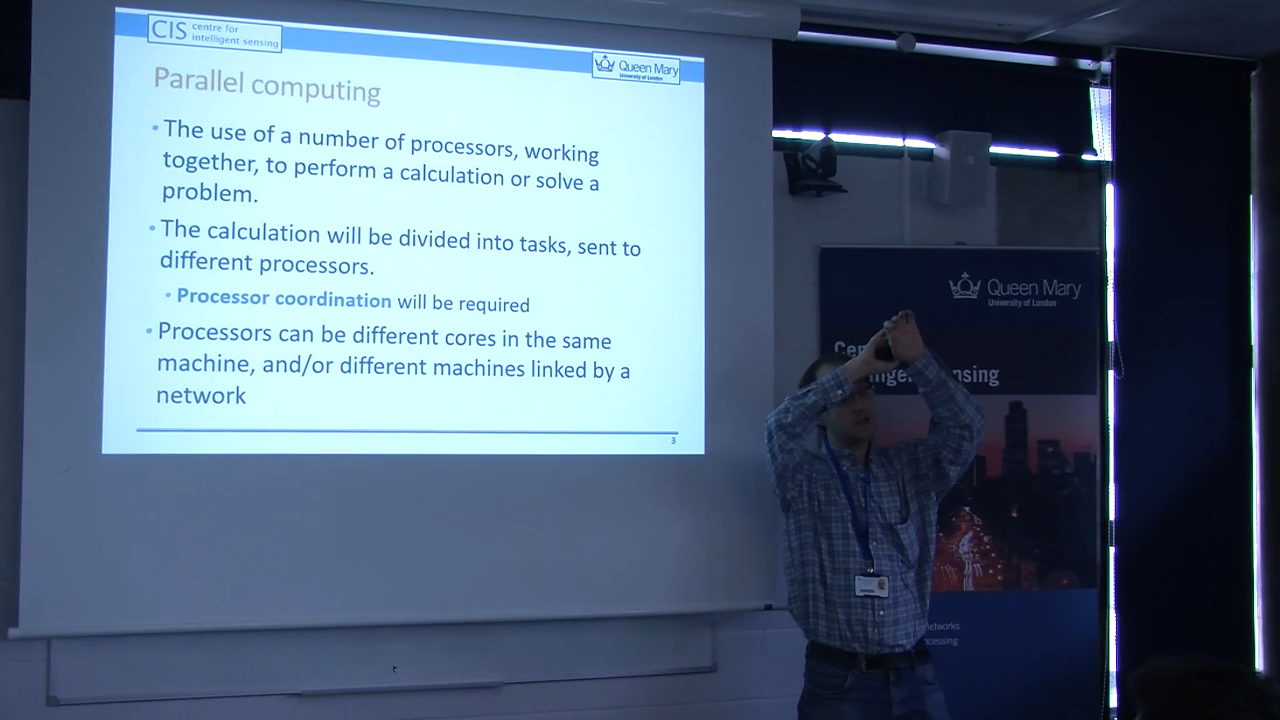 CIS centre for
intelligent sensing
Queen Mary
University of London
Parallel computing
• The use of a number of processors, working
together, to perform a calculation or solve a
problem.
• The calculation will be divided into tasks, sent to
different processors.
• Processor coordination will be required
• Processors can be different cores in the same
machine, and/or different machines linked by a
network
3
Queen Mary
University of London